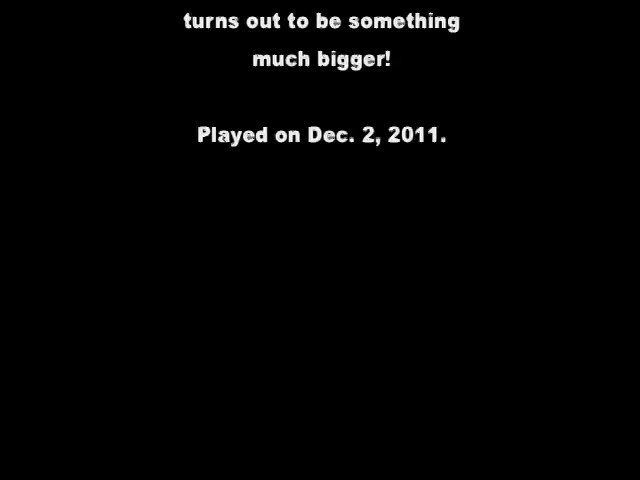 turns out to be something
much bigger!
Played on Dec. 2, 2011.